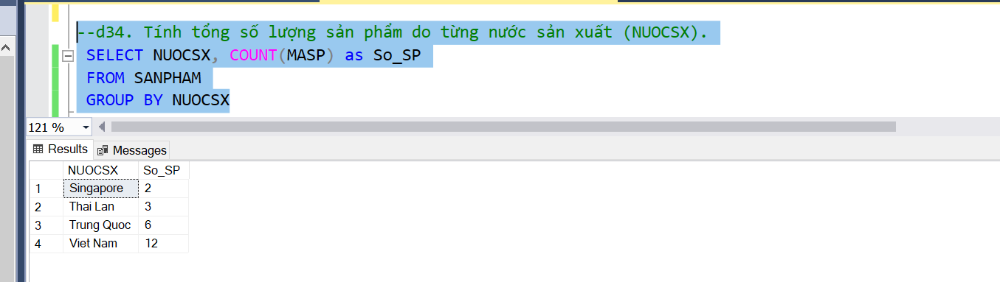 --d34. Tính tổng số lượng sản phẩm do từng nước sản xuất (NUOCSX).
SELECT NUOCSX, COUNT(MASP) as So_SP
FROM SANPHAM
GROUP BY NUOCSX
121 %
Results Messages
NUOCSX So_SP
1 Singapore 2
2 Thai Lan 3
3 Trung Quoc 6
4 Viet Nam 12